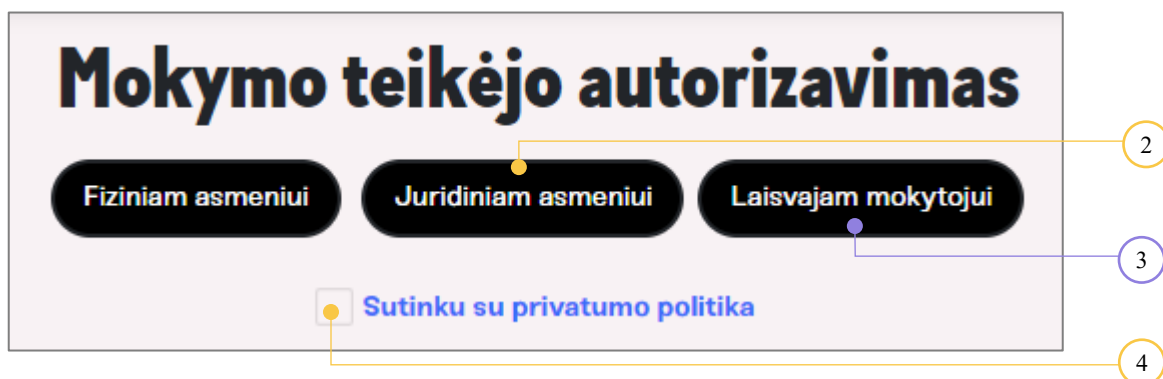 Mokymo teikėjo autorizavimas
2
Fiziniam asmeniui Juridiniam asmeniui Laisvajam mokytojui
3
Sutinku su privatumo politika
4